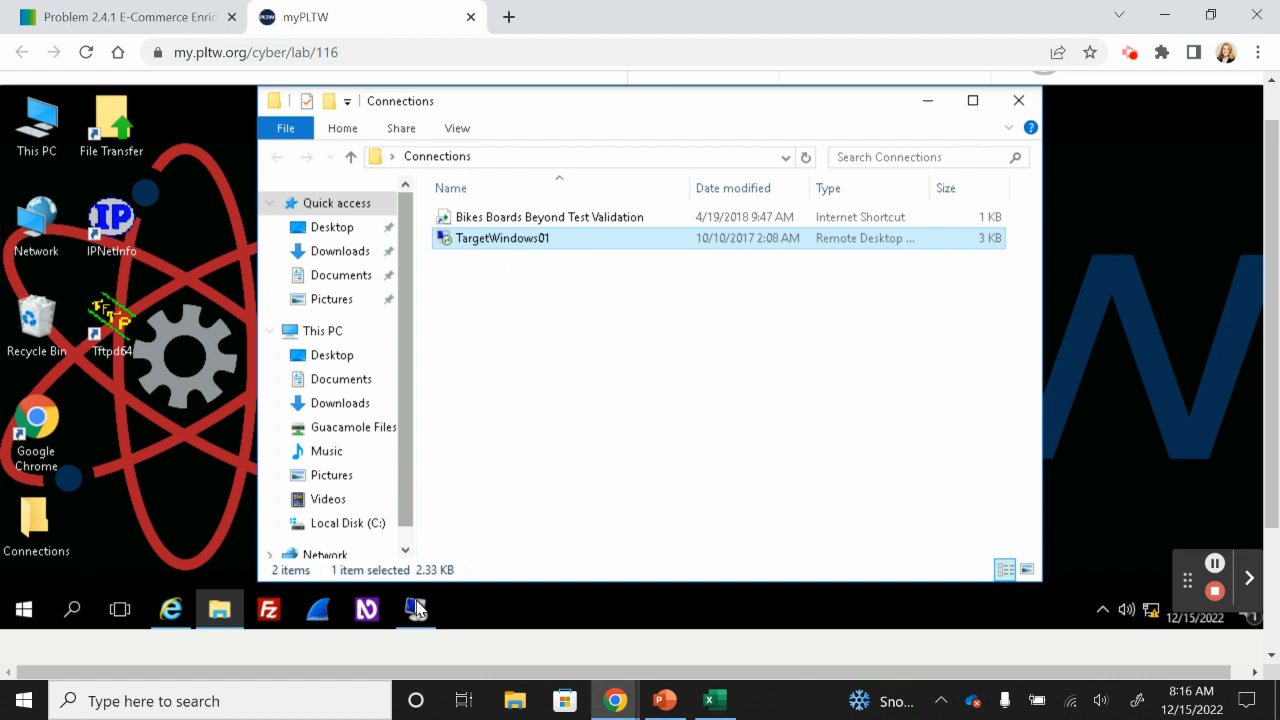 Problem 2.4.1 E-Commerce Enric
myPLTW
my.pltw.org/cyber/lab/116
Connections
File
Home
Share
View
Connections
Search Connections
Name
Date modified
Type
Size
Bikes Boards Beyond Test Validation
4/19/2018 9:47 AM
Internet Shortcut
1 KB
TargetWindows01
10/10/2017 2:08 AM
Remote Desktop ...
3 KB
Quick access
Desktop
Downloads
Documents
Pictures
This PC
Desktop
Documents
Downloads
Guacamole Files
Music
Pictures
Videos
Local Disk (C:)
Network
2 items
1 item selected 2.33 KB
This PC
File Transfer
Network
IP
IPNetInfo
Recycle Bin
TFTP
Tftpd64
Google
Chrome
Connections
W
Fz
12/15/2022
1
Type here to search
Sno...
8:16 AM
12/15/2022